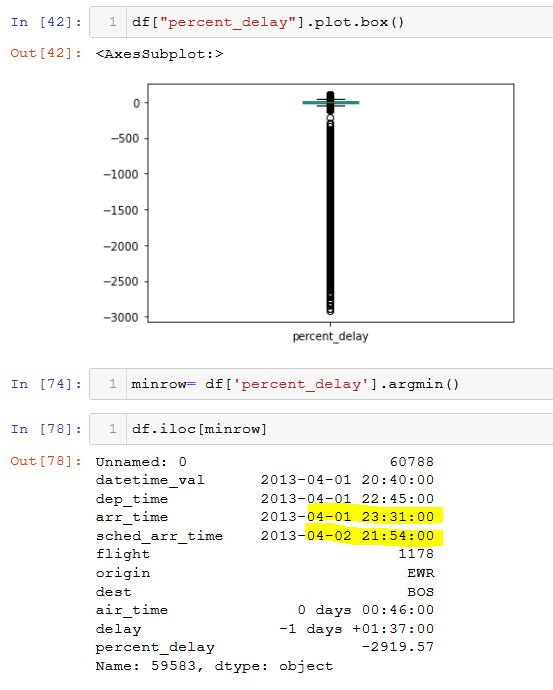 In [42]: 1 df["percent_delay"].plot.box()
Out[42]: <AxesSubplot:>
0
−500
−1000
−1500
−2000
−2500
−3000
percent_delay
In [74]: 1 minrow= df['percent_delay'].argmin()
In [78]: 1 df.iloc[minrow]
Out[78]: Unnamed: 0 60788
datetime_val 2013-04-01 20:40:00
dep_time 2013-04-01 22:45:00
arr_time 2013-04-01 23:31:00
sched_arr_time 2013-04-02 21:54:00
flight 1178
origin EWR
dest BOS
air_time 0 days 00:46:00
delay -1 days +01:37:00
percent_delay -2919.57
Name: 59583, dtype: object